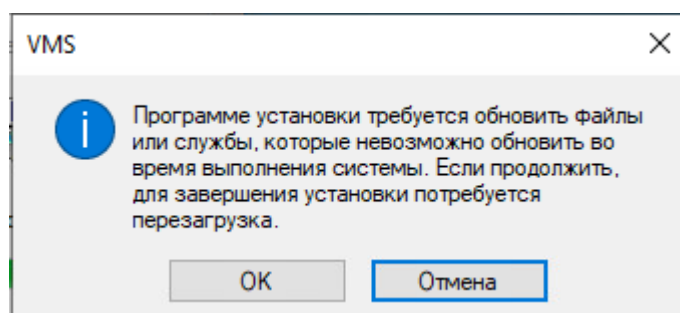 VMS
Программе установки требуется обновить файлы
или службы, которые невозможно обновить во
время выполнения системы. Если продолжить,
для завершения установки потребуется
перезагрузка.
OK
Отмена